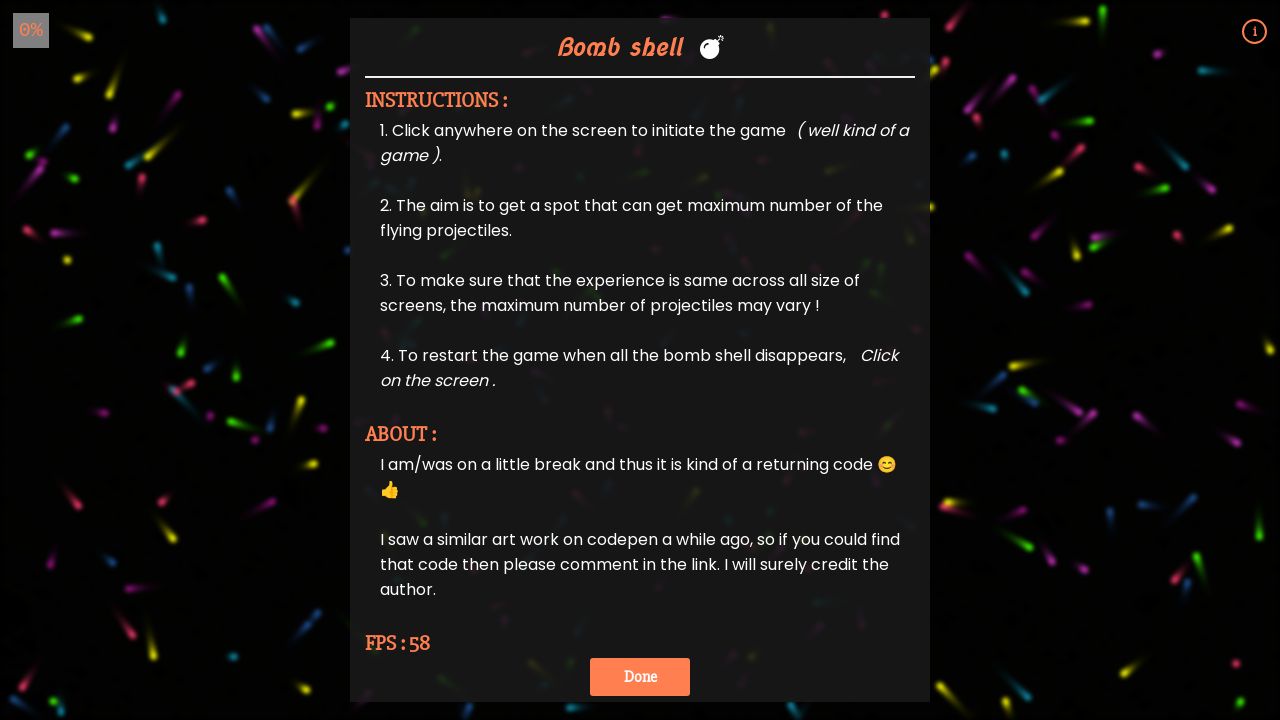 0%
i
Bomb shell 💣
INSTRUCTIONS :
1. Click anywhere on the screen to initiate the game ( well kind of a
game ).
2. The aim is to get a spot that can get maximum number of the
flying projectiles.
3. To make sure that the experience is same across all size of
screens, the maximum number of projectiles may vary !
4. To restart the game when all the bomb shell disappears, Click
on the screen .
ABOUT :
I am/was on a little break and thus it is kind of a returning code 😊
👍
I saw a similar art work on codepen a while ago, so if you could find
that code then please comment in the link. I will surely credit the
author.
FPS : 58
Done